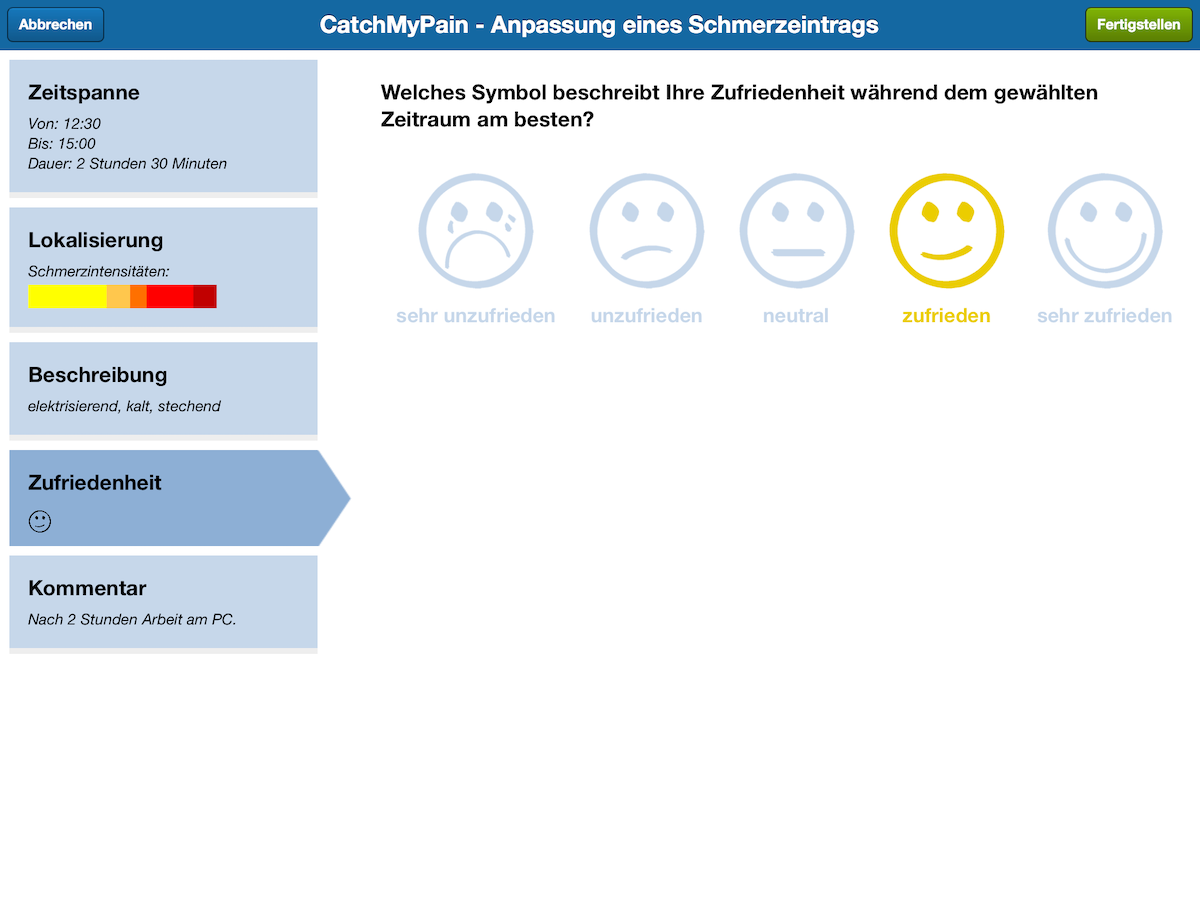 Abbrechen
CatchMyPain - Anpassung eines Schmerzeintrags
Fertigstellen
Zeitspanne
Von: 12:30
Bis: 15:00
Dauer: 2 Stunden 30 Minuten
Lokalisierung
Schmerzintensitäten:
Beschreibung
elektrisierend, kalt, stechend
Zufriedenheit
Kommentar
Nach 2 Stunden Arbeit am PC.
Welches Symbol beschreibt Ihre Zufriedenheit während dem gewählten
Zeitraum am besten?
sehr unzufrieden
unzufrieden
neutral
zufrieden
sehr zufrieden